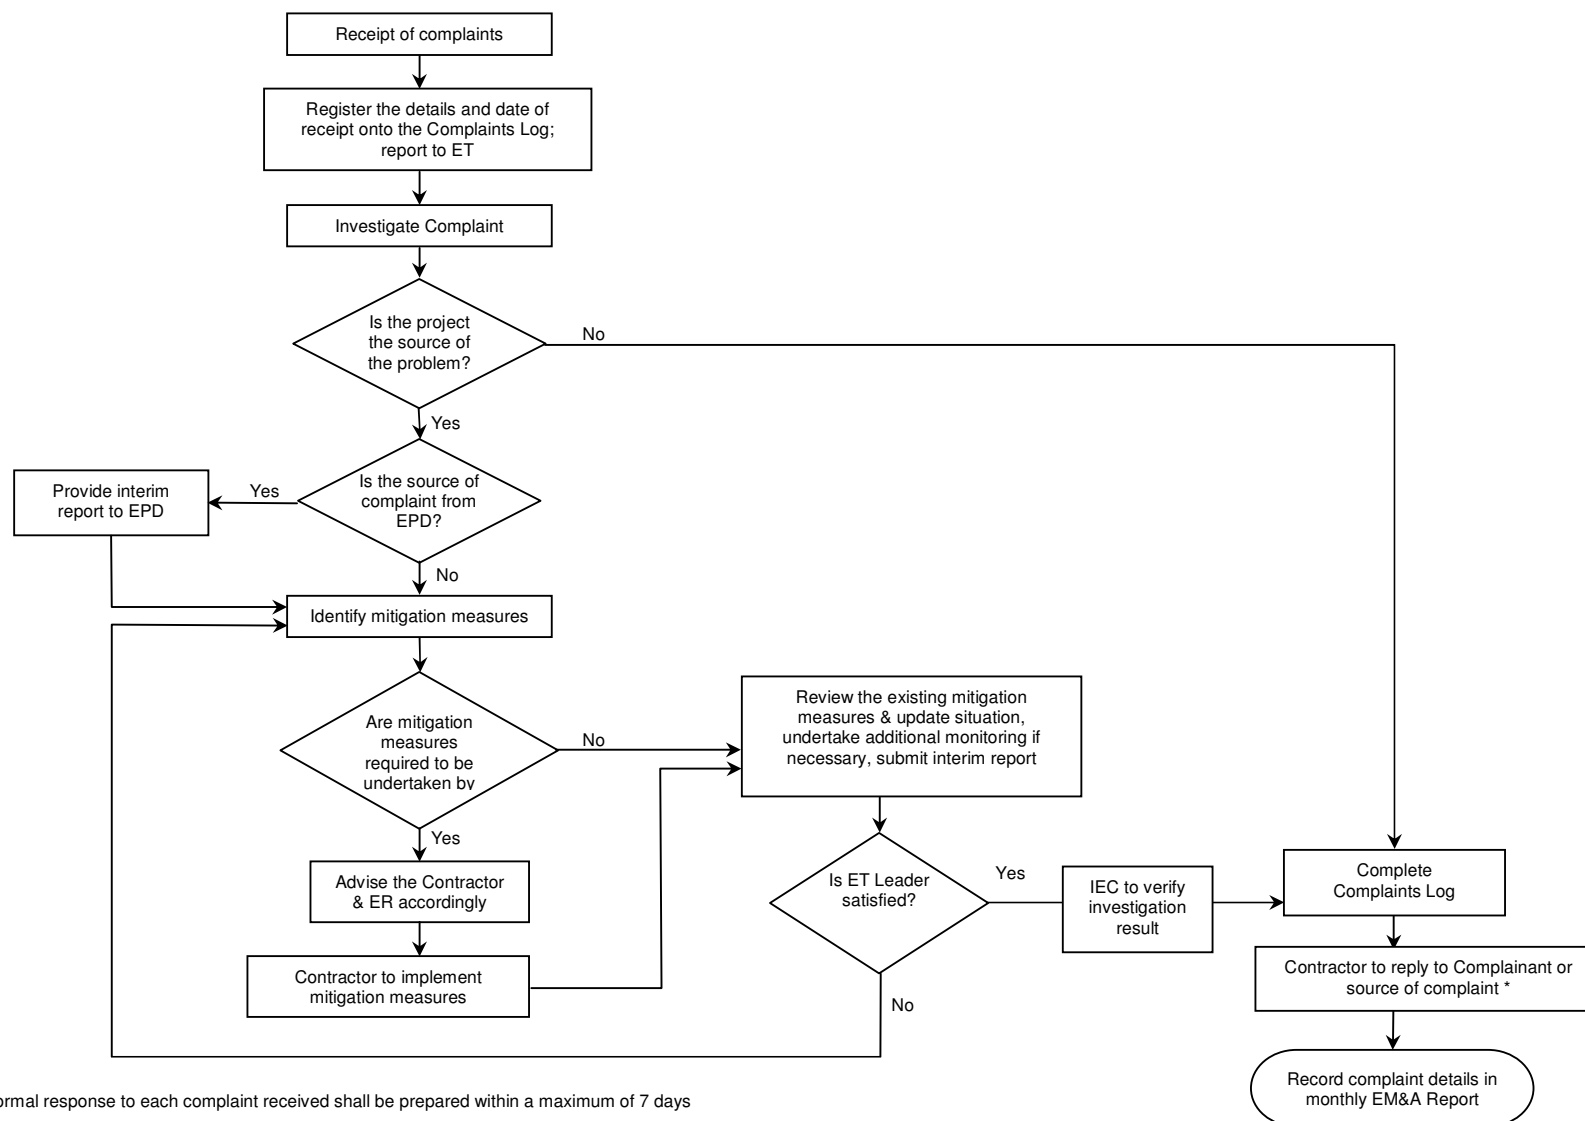 Receipt of complaints
Register the details and date of
receipt onto the Complaints Log;
report to ET
Investigate Complaint
Is the project
the source of
the problem?
No
Yes
Is the source of
complaint from
EPD?
Yes
Provide interim
report to EPD
No
Identify mitigation measures
Are mitigation
measures
required to be
undertaken by
No
Review the existing mitigation
measures & update situation,
undertake additional monitoring if
necessary, submit interim report
Yes
Advise the Contractor
& ER accordingly
Contractor to implement
mitigation measures
Is ET Leader
satisfied?
Yes
No
IEC to verify
investigation
result
Complete
Complaints Log
Contractor to reply to Complainant or
source of complaint *
Record complaint details in
monthly EM&A Report
response to each complaint received shall be prepared within a maximum of 7 days